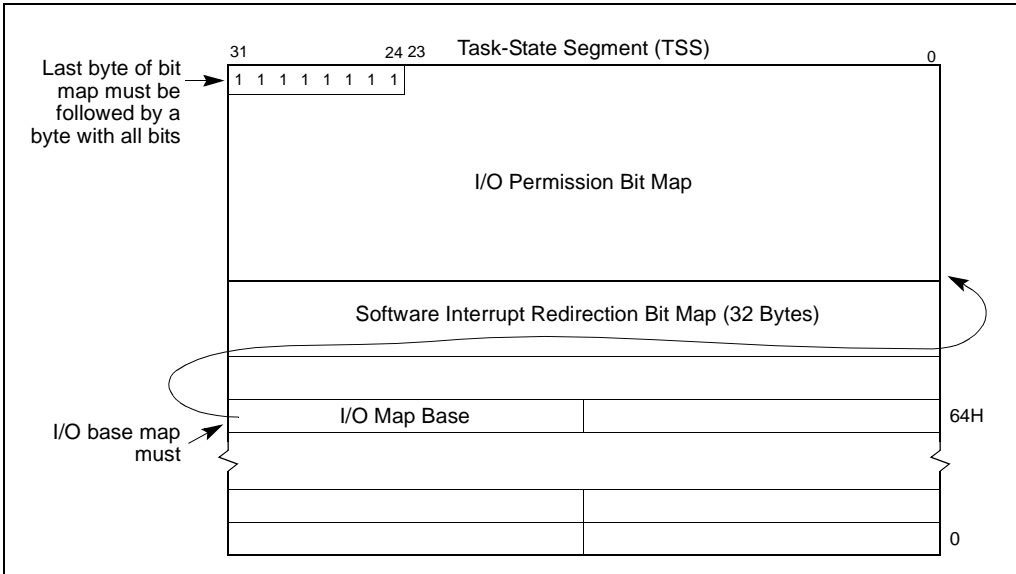 Task-State Segment (TSS)
31
24 23
0
Last byte of bit
map must be
followed by a
byte with all bits
1 1 1 1 1 1 1 1
I/O Permission Bit Map
Software Interrupt Redirection Bit Map (32 Bytes)
I/O Map Base
64H
I/O base map
must
0